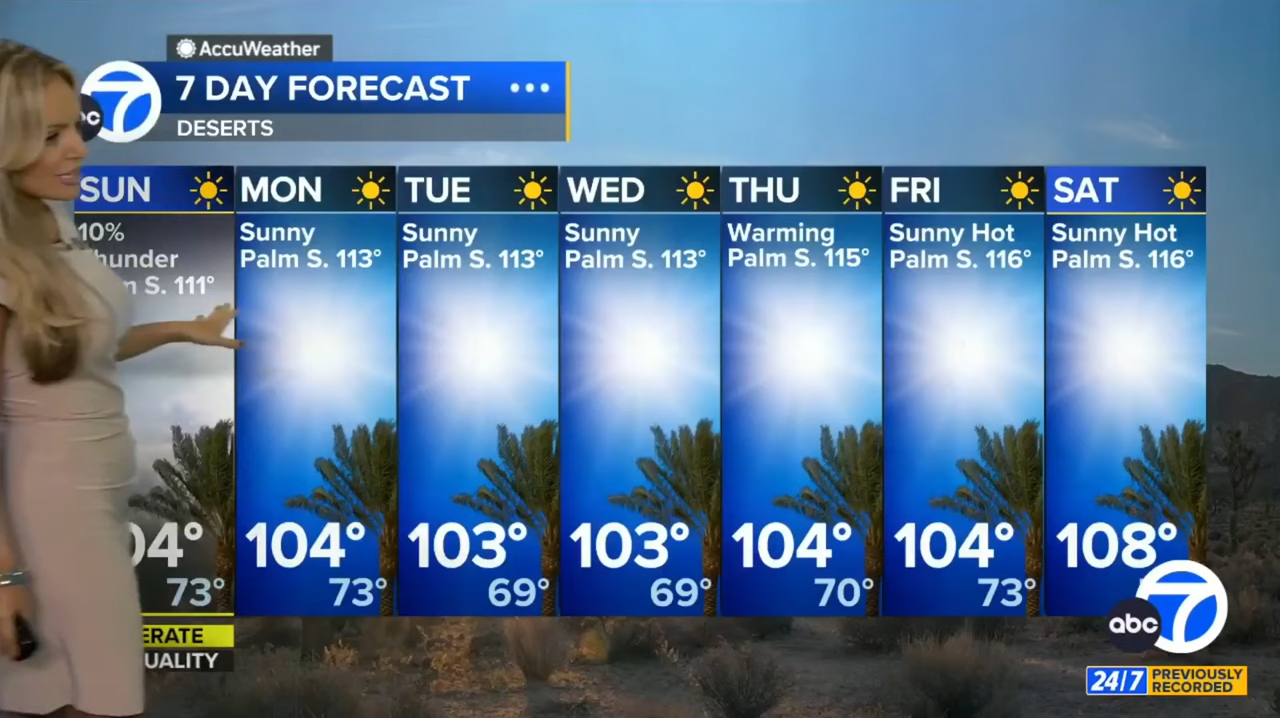 AccuWeather
7 DAY FORECAST
DESERTS
SUN
10%
S. 111°
04°
73°
MON
Sunny
Palm S. 113°
104°
73°
TUE
Sunny
Palm S. 113°
103°
69°
WED
Sunny
Palm S. 113°
103°
69°
THU
Warming
Palm S. 115°
104°
70°
FRI
Sunny Hot
Palm S. 116°
104°
73°
SAT
Sunny Hot
Palm S. 116°
108°
ERATE
UALITY
abc 7
24/7 PREVIOUSLY
RECORDED